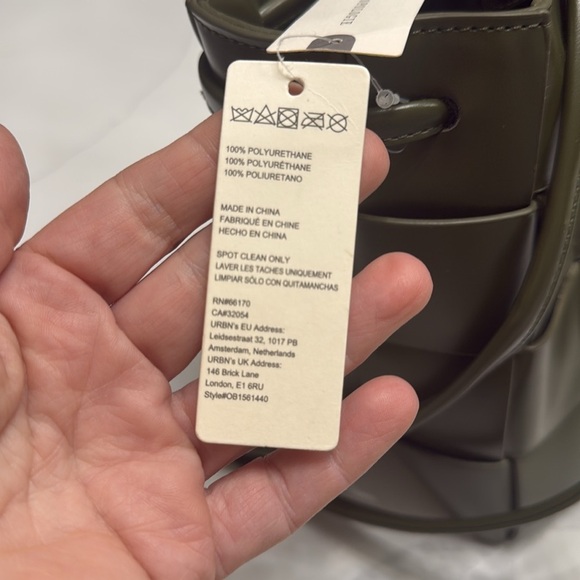 100% POLYURETHANE
100% POLYURÉTHANE
100% POLIURETANO
MADE IN CHINA
FABRIQUÉ EN CHINE
HECHO EN CHINA
SPOT CLEAN ONLY
LAVER LES TACHES UNIQUEMENT
LIMPIAR SÓLO CON QUITAMANCHAS
RN#66170
CA#32054
URBN's EU Address:
Leidsestraat 32, 1017 PB
Amsterdam, Netherlands
URBN's UK Address:
146 Brick Lane
London, E1 6RU
Style#OB1561440